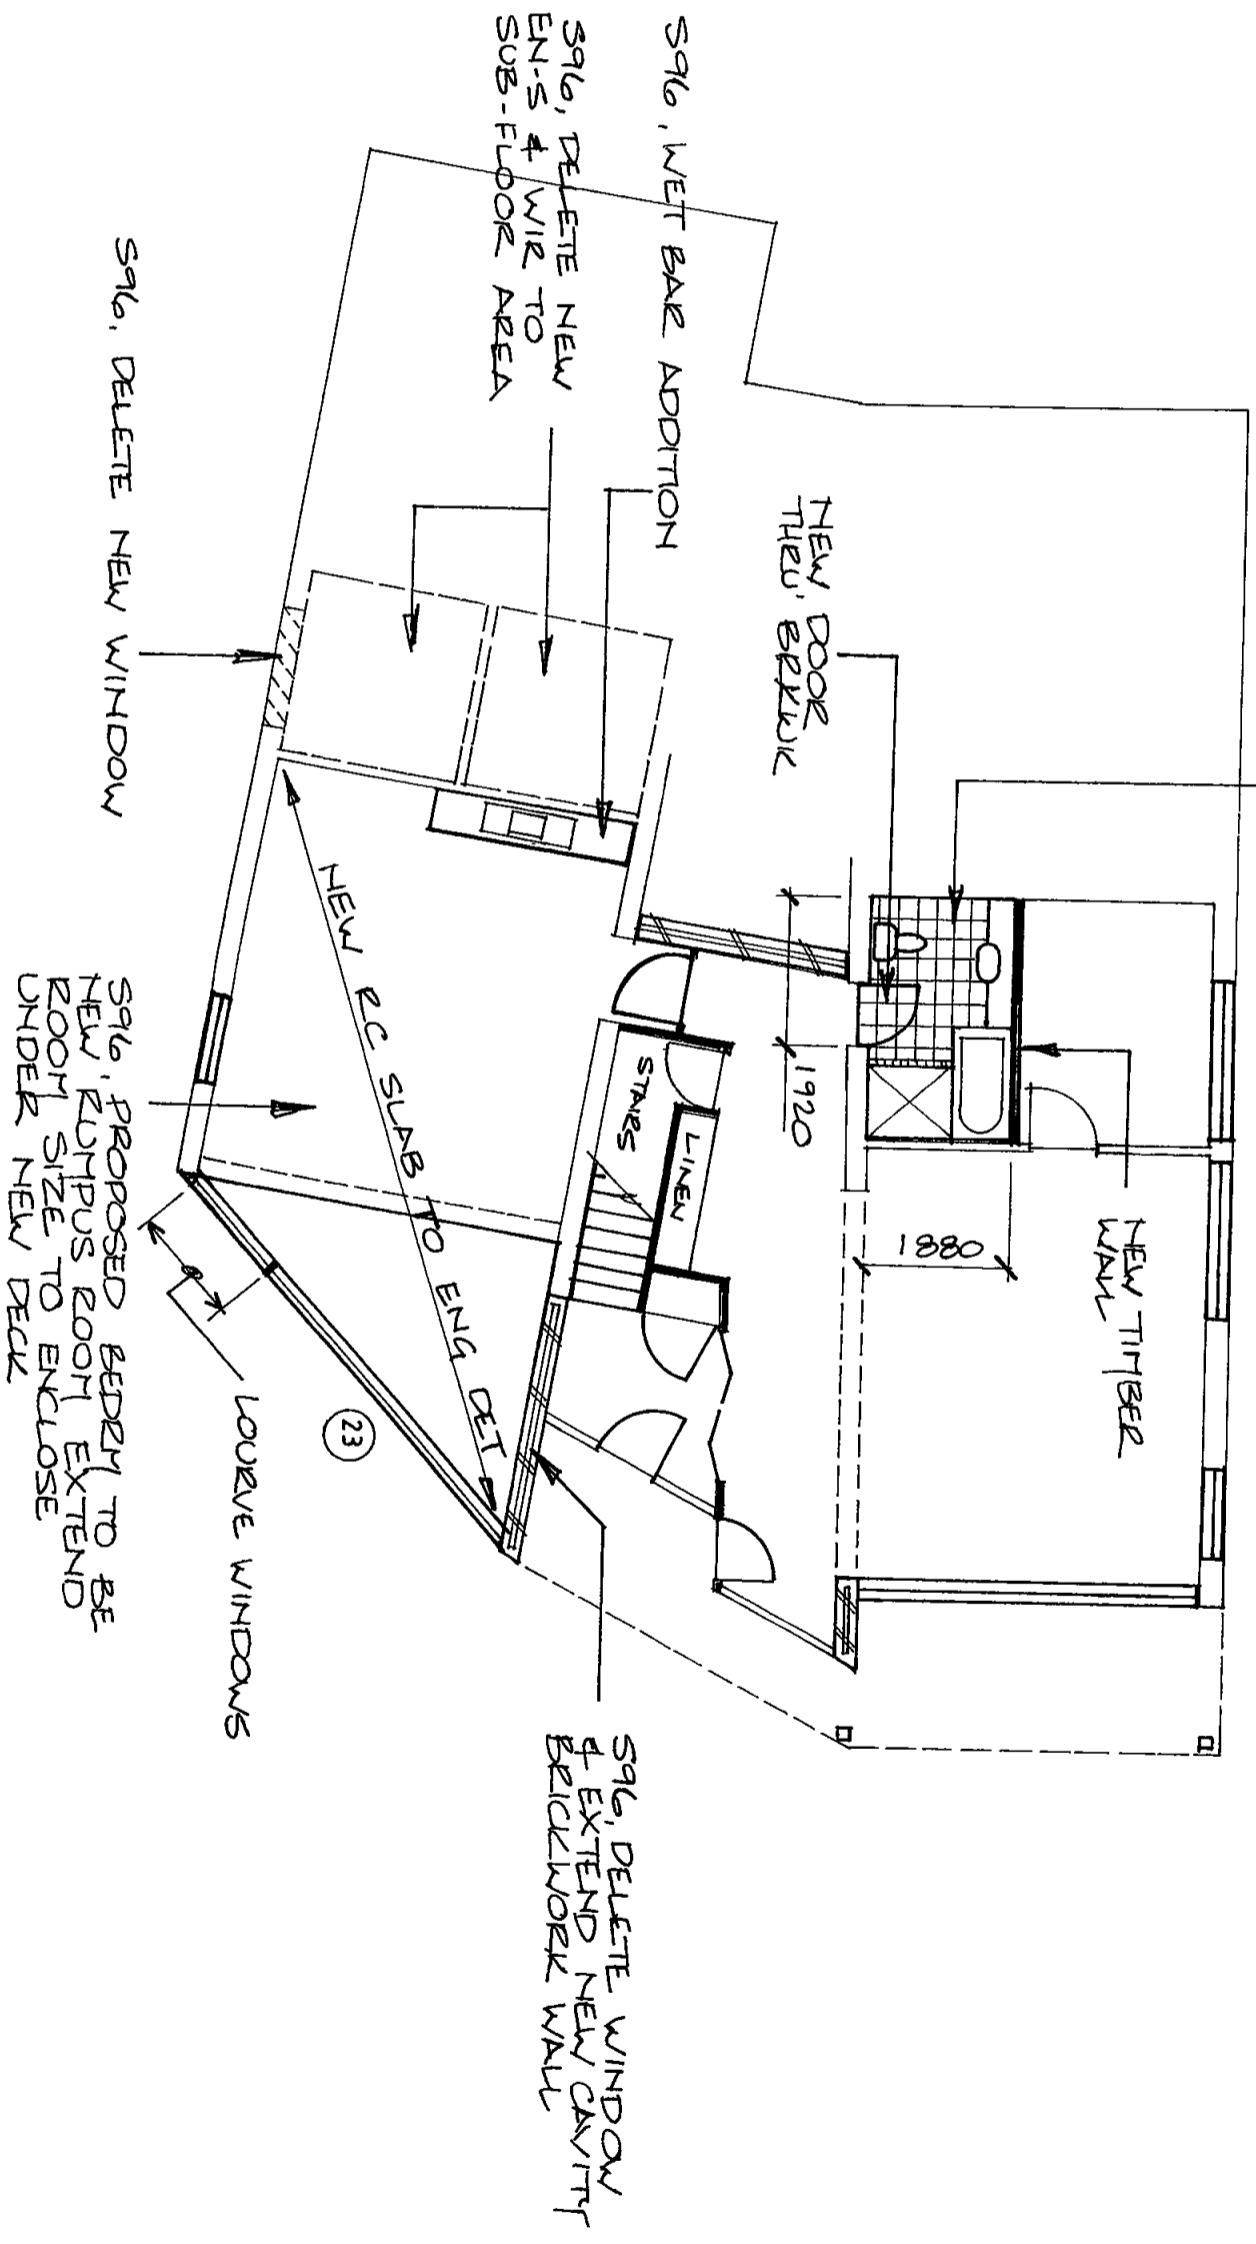 S96, WET BAR ADDITION
S96, DELETE NEW
EN-S & WIR TO
SUB-FLOOR AREA
S96, DELETE NEW WINDOW
NEW DOOR
THRU' BRKWK
1920
NEW TIMBER
WALL
1880
STAIRS
LINEN
NEW RC SLAB TO ENG DET
23
LOURVE WINDOWS
S96, PROPOSED BEDRM TO BE
NEW RUMPUS ROOM, EXTEND
ROOM SIZE TO ENCLOSE
UNDER NEW DECK
S96, DELETE WINDOW
& EXTEND NEW CAVITY
BRICKWORK WALL